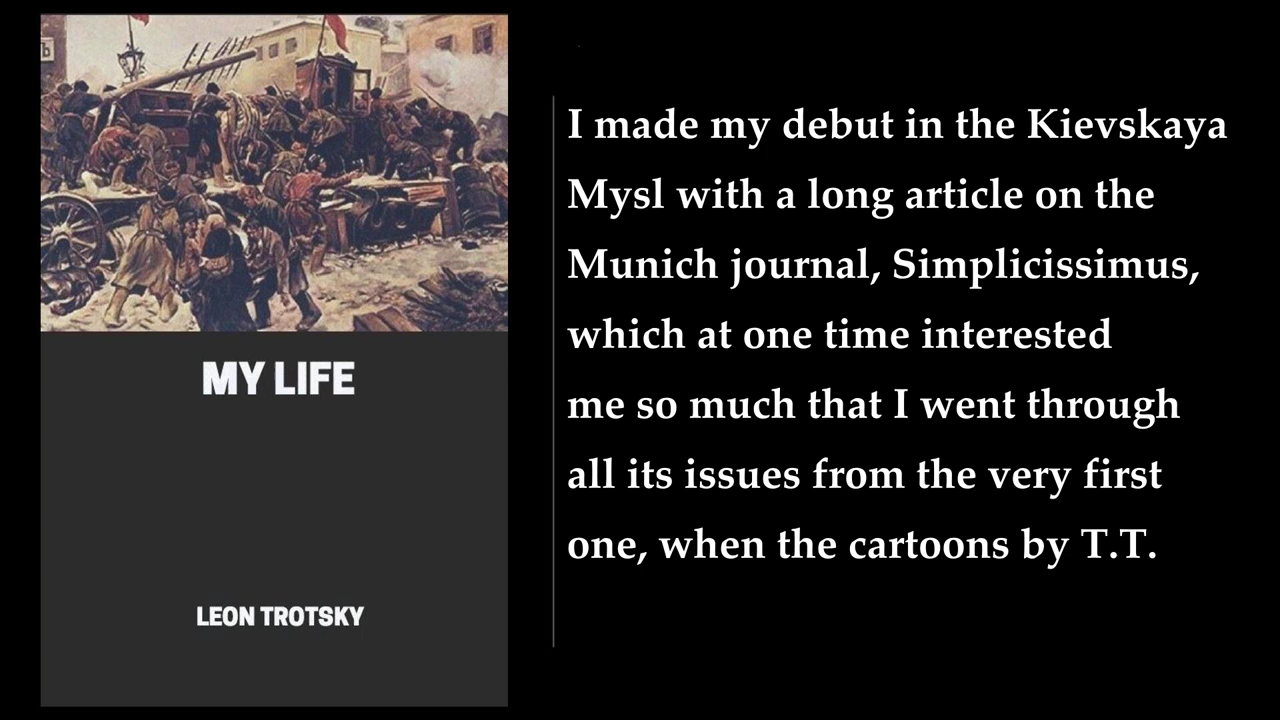 MY LIFE
LEON TROTSKY
I made my debut in the Kievskaya
Mysl with a long article on the
Munich journal, Simplicissimus,
which at one time interested
me so much that I went through
all its issues from the very first
one, when the cartoons by T.T.